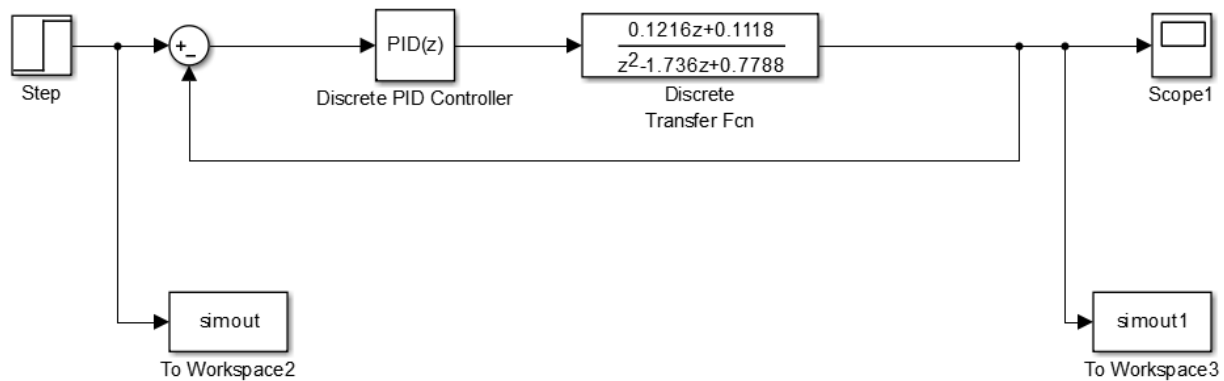 +
−
PID(z)
0.1216z+0.1118
z2-1.736z+0.7788
Step
Discrete PID Controller
Discrete
Transfer Fcn
Scope1
simout
simout1
To Workspace2
To Workspace3